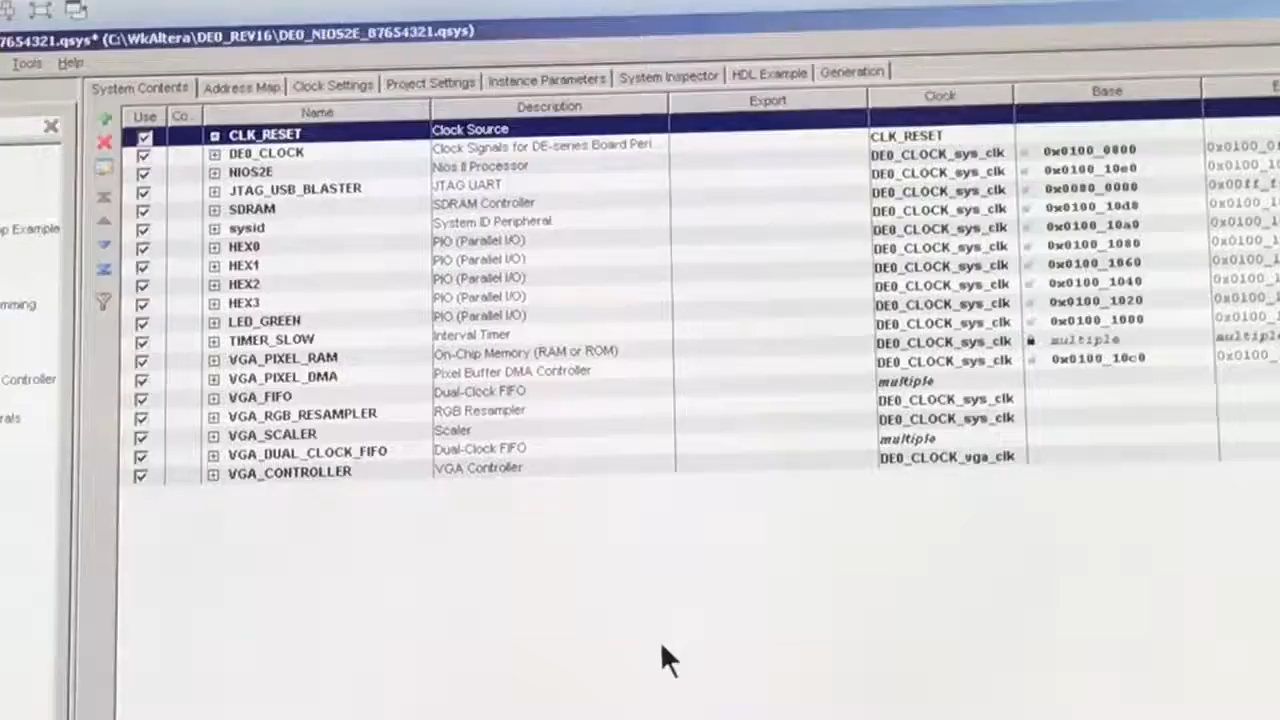 7654321.qsys* (C:\WkAltera\DE0_REV16\DE0_NIOS2E_87654321.qsys)
Tools Help
System Contents Address Map Clock Settings Project Settings Instance Parameters System Inspector HDL Example Generation
Use Co... Name Description Export Clock Base
CLK_RESET Clock Source CLK_RESET
DE0_CLOCK Clock Signals for DE-series Board Peri... DE0_CLOCK_sys_clk 0x0100_0800
NIOS2E Nios II Processor DE0_CLOCK_sys_clk 0x0100_10e0
JTAG_USB_BLASTER JTAG UART DE0_CLOCK_sys_clk 0x0080_0000
SDRAM SDRAM Controller DE0_CLOCK_sys_clk 0x0100_10d8
sysid System ID Peripheral DE0_CLOCK_sys_clk 0x0100_10a0
HEX0 PIO (Parallel I/O) DE0_CLOCK_sys_clk 0x0100_1080
HEX1 PIO (Parallel I/O) DE0_CLOCK_sys_clk 0x0100_1060
HEX2 PIO (Parallel I/O) DE0_CLOCK_sys_clk 0x0100_1040
HEX3 PIO (Parallel I/O) DE0_CLOCK_sys_clk 0x0100_1020
LED_GREEN PIO (Parallel I/O) DE0_CLOCK_sys_clk 0x0100_1000
TIMER_SLOW Interval Timer DE0_CLOCK_sys_clk multiple
VGA_PIXEL_RAM On-Chip Memory (RAM or ROM) DE0_CLOCK_sys_clk 0x0100_10c0
VGA_PIXEL_DMA Pixel Buffer DMA Controller multiple
VGA_FIFO Dual-Clock FIFO DE0_CLOCK_sys_clk
VGA_RGB_RESAMPLER RGB Resampler DE0_CLOCK_sys_clk
VGA_SCALER Scaler multiple
VGA_DUAL_CLOCK_FIFO Dual-Clock FIFO DE0_CLOCK_vga_clk
VGA_CONTROLLER VGA Controller
p Example
mming
Controller
rals